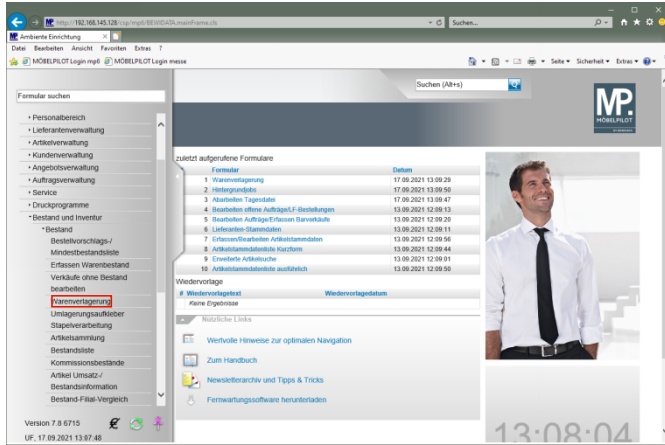 http://192.168.145.128/csp/mp8/BEWIDATA.mainFrame.cls
Suchen...
Ambiente Einrichtung
Datei Bearbeiten Ansicht Favoriten Extras ?
MÖBELPILOT Login mp6 MÖBELPILOT Login messe
Seite Sicherheit Extras
Suchen (Alt+s)
Formular suchen
MP.
MÖBELPILOT
Personalbereich
Lieferantenverwaltung
Artikelverwaltung
Kundenverwaltung
Angebotsverwaltung
Auftragsverwaltung
Service
Druckprogramme
Bestand und Inventur
Bestand
Bestellvorschlags-/
Mindestbestandsliste
Erfassen Warenbestand
Verkäufe ohne Bestand
bearbeiten
Warenverlagerung
Umlagerungsaufkleber
Stapelverarbeitung
Artikelsammlung
Bestandsliste
Kommissionsbestände
Artikel Umsatz-/
Bestandsinformation
Bestand-Filial-Vergleich
Version 7.8 6715
UF, 17.09.2021 13:07:48
zuletzt aufgerufene Formulare
Formular Datum
1 Warenverlagerung 17.09.2021 13:09:29
2 Hintergrundjobs 17.09.2021 13:09:50
3 Abarbeiten Tagesdatei 17.09.2021 13:09:47
4 Bearbeiten offene Aufträge/LF-Bestellungen 13.09.2021 12:09:13
5 Bearbeiten Aufträge/Erfassen Barverkäufe 13.09.2021 12:09:20
6 Lieferanten-Stammdaten 13.09.2021 12:09:11
7 Erfassen/Bearbeiten Artikelstammdaten 13.09.2021 12:09:56
8 Artikelstammdatenliste Kurzform 13.09.2021 12:09:44
9 Erweiterte Artikelsuche 13.09.2021 12:09:01
10 Artikelstammdatenliste ausführlich 13.09.2021 12:09:50
Wiedervorlage
# Wiedervorlagetext Wiedervorlagedatum
Keine Ergebnisse
Nützliche Links
Wertvolle Hinweise zur optimalen Navigation
Zum Handbuch
Newsletterarchiv und Tipps & Tricks
Fernwartungssoftware herunterladen
13:08:04